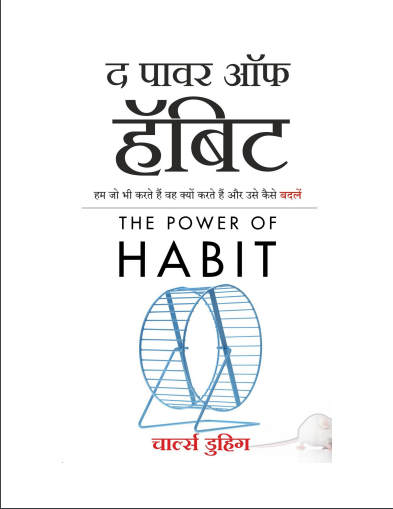 द पावर ऑफ
हॅबिट
हम जो भी करते हैं वह क्यों करते हैं और उसे कैसे बदलें
THE POWER OF
HABIT
चार्ल्स डुहिग